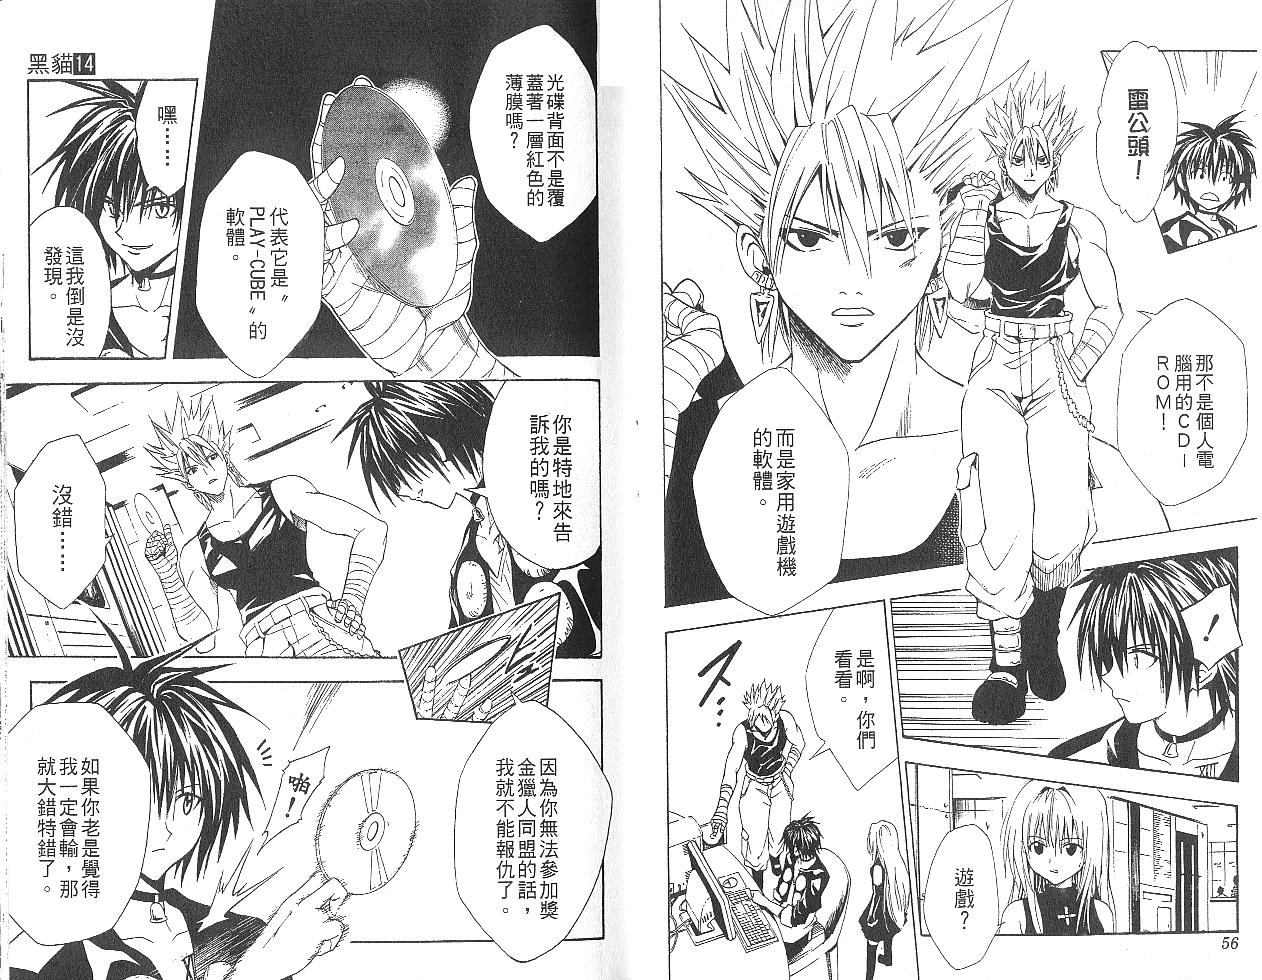 雷公頭！
那不是個人電
腦用的CD－
ROM！
而是家用遊戲機
的軟體。
！
XIII
是啊，你們
看看。
遊戲？
56
黑貓14
光碟背面不是覆
蓋著一層紅色的
薄膜嗎？
代表它是〝
PLAY-CUBE〞的
軟體。
嘿⋯⋯
這我倒是沒
發現。
你是特地來告
訴我的嗎？
沒錯⋯⋯
因為你無法參加獎
金獵人同盟的話，
我就不能報仇了。
啪！
如果你老是覺得
我一定會輸，那
就大錯特錯了。